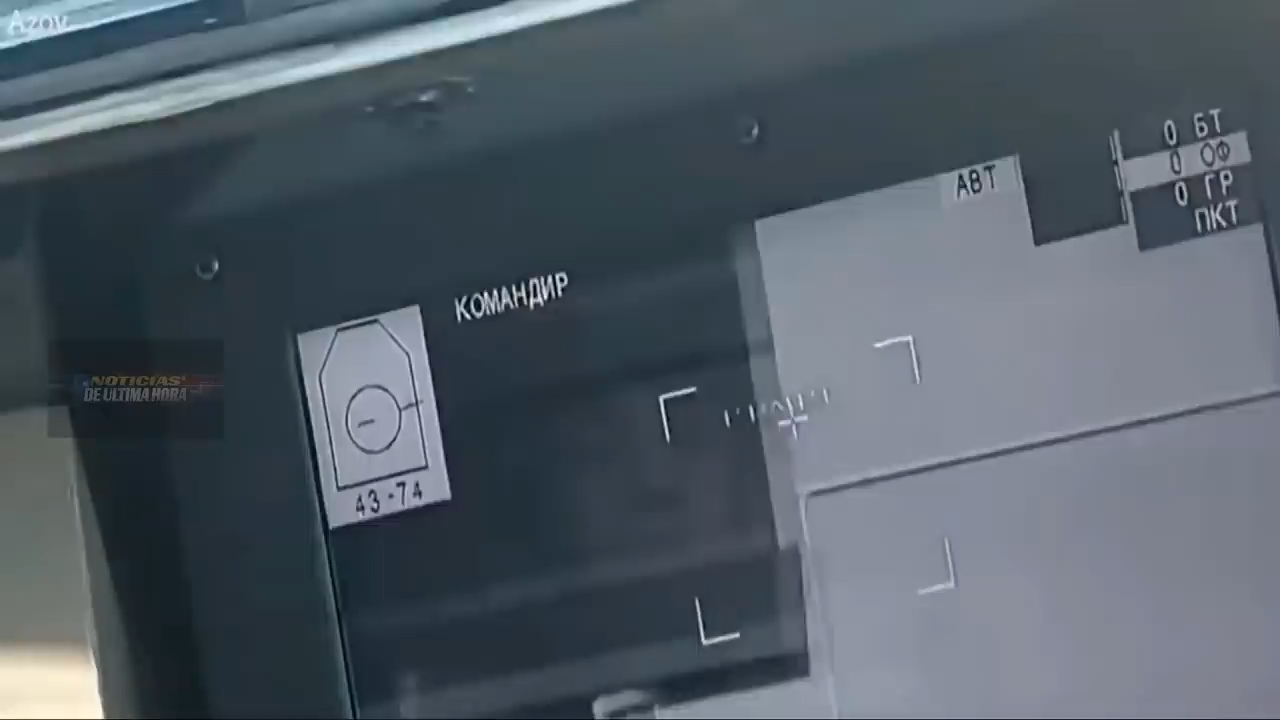 Azov
АВТ
0 БТ
0 ОФ
0 ГР
ПКТ
КОМАНДИР
43-74
NOTICIAS
DE ULTIMA HORA